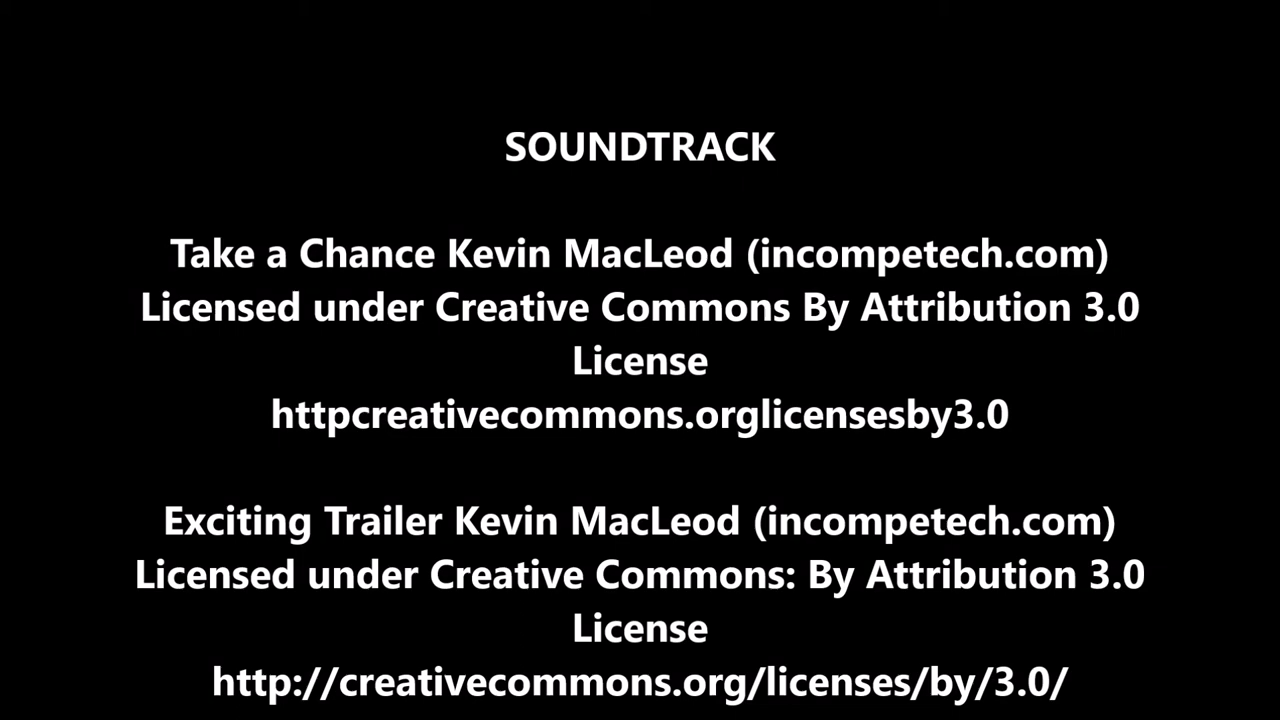 SOUNDTRACK
Take a Chance Kevin MacLeod (incompetech.com)
Licensed under Creative Commons By Attribution 3.0
License
httpcreativecommons.orglicensesby3.0
Exciting Trailer Kevin MacLeod (incompetech.com)
Licensed under Creative Commons: By Attribution 3.0
License
http://creativecommons.org/licenses/by/3.0/